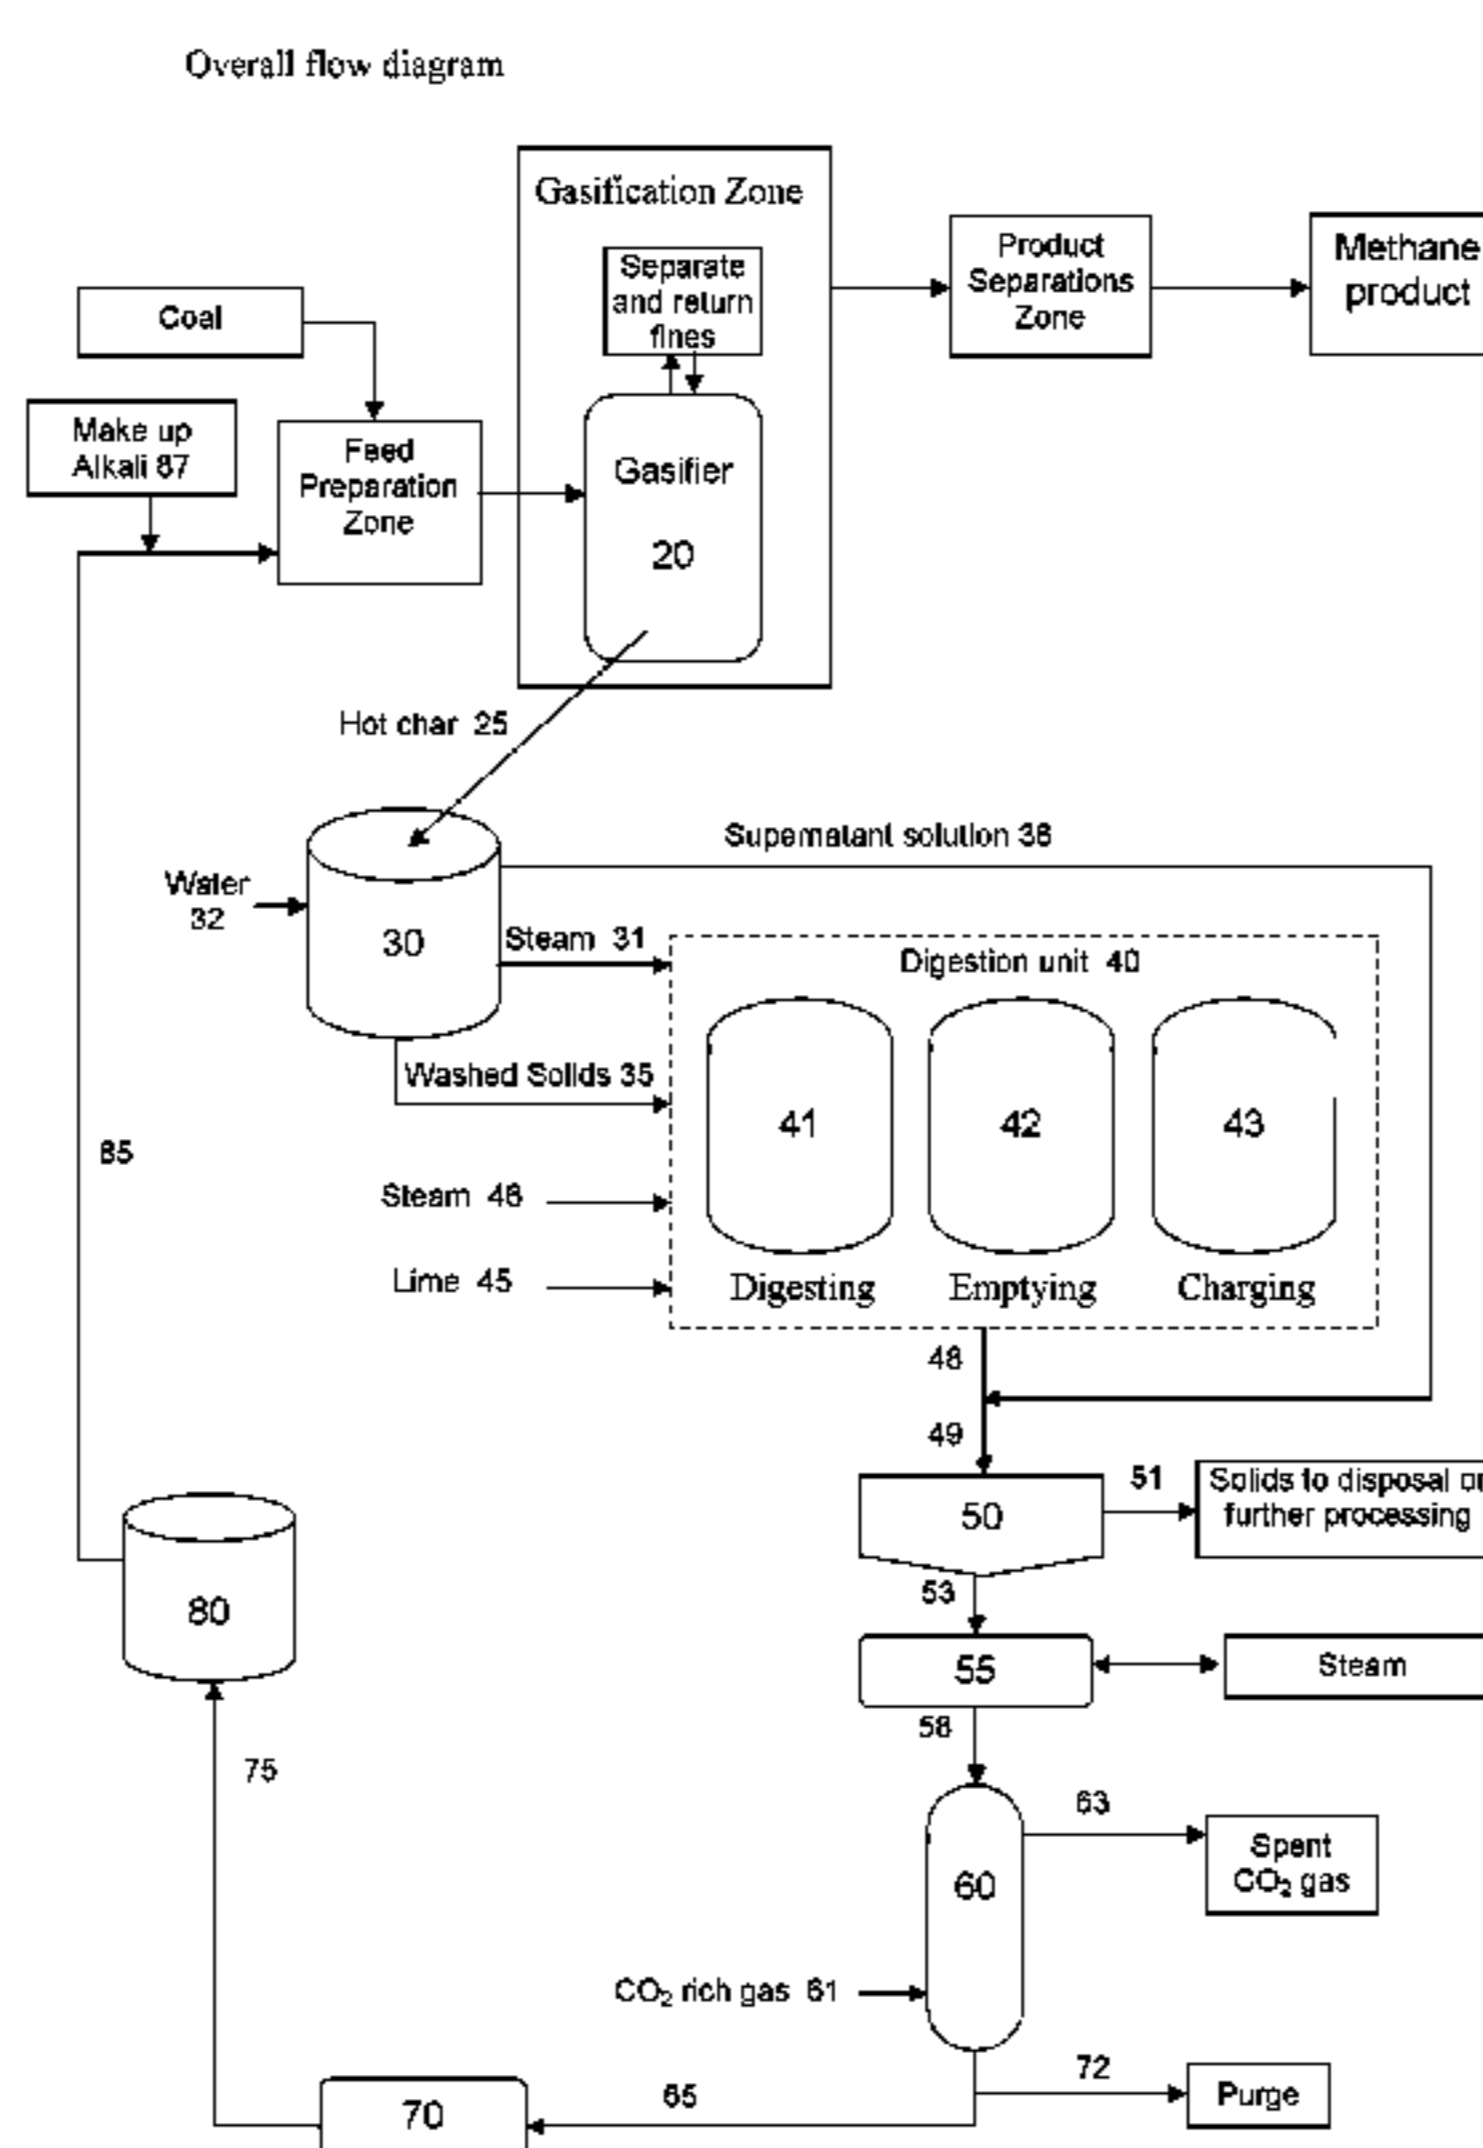 Overall flow diagram
Gasification Zone
Separate
and return
fines
Product
Separations
Zone
Methane
product
Coal
Make up
Alkali 87
Feed
Preparation
Zone
Gasifier
20
Hot char 25
Supernatant solution 38
Water
32
30
Steam 31
Digestion unit 40
Washed Solids 35
41
42
43
85
Steam 46
Lime 45
Digesting
Emptying
Charging
48
49
50
51
Solids to disposal or
further processing
53
55
Steam
58
80
75
63
60
Spent
CO₂ gas
CO₂ rich gas 61
72
Purge
65
70